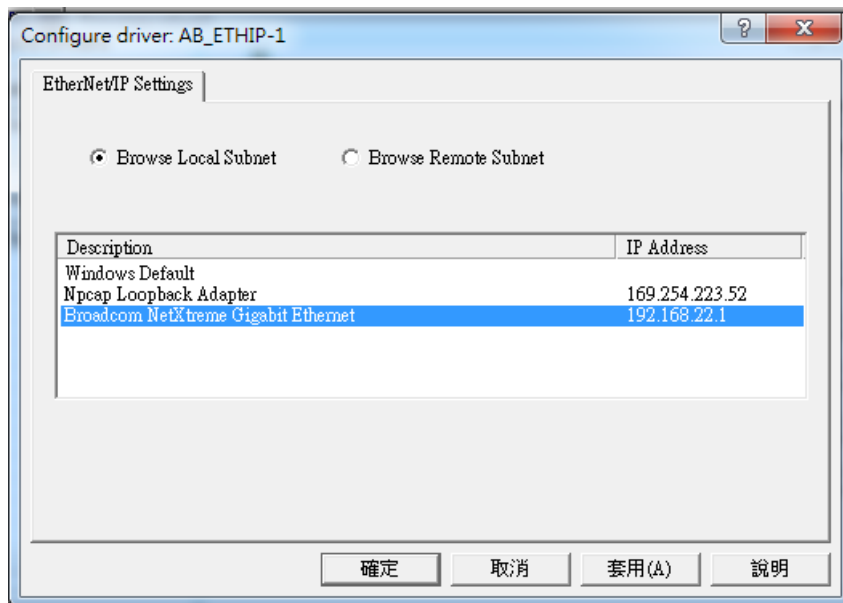 Configure driver: AB_ETHIP-1
EtherNet/IP Settings
Browse Local Subnet Browse Remote Subnet
Description IP Address
Windows Default
Npcap Loopback Adapter 169.254.223.52
Broadcom NetXtreme Gigabit Ethernet 192.168.22.1
確定 取消 套用(A) 說明